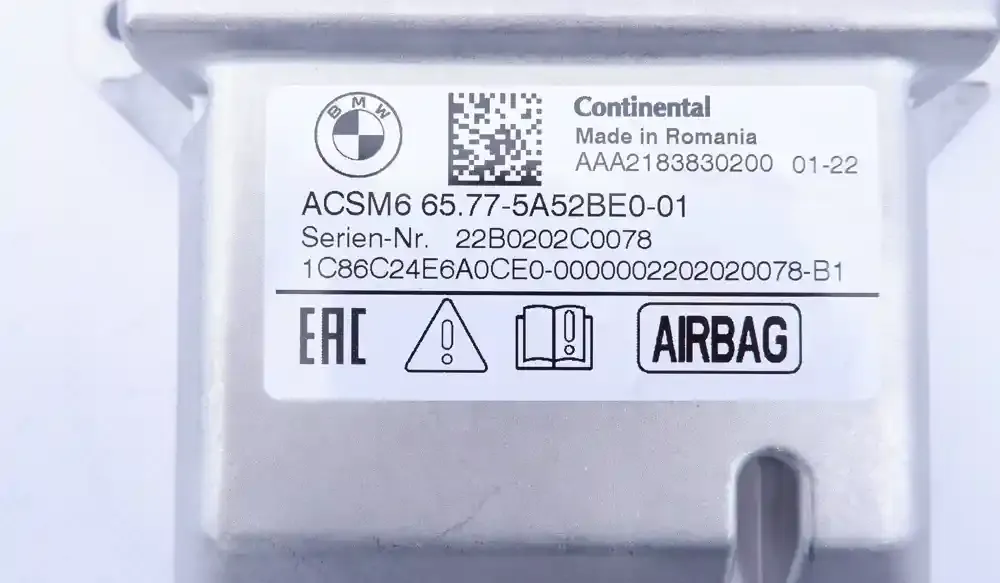 BMW
Continental
Made in Romania
AAA2183830200 01-22
ACSM6 65.77-5A52BE0-01
Serien-Nr. 22B0202C0078
1C86C24E6A0CE0-0000002202020078-B1
EAC
AIRBAG